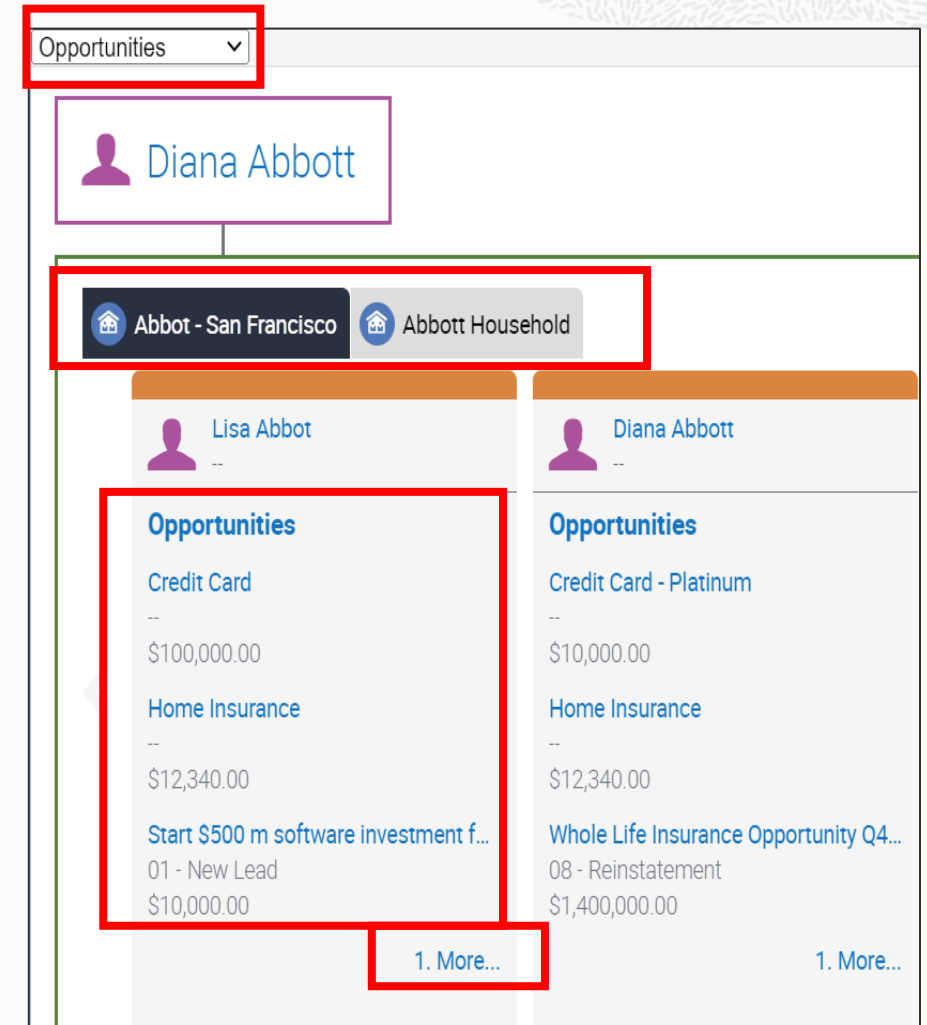 Opportunities
Diana Abbott
Abbot - San Francisco
Abbott Household
Lisa Abbot
--
Opportunities
Credit Card
--
$100,000.00
Home Insurance
--
$12,340.00
Start $500 m software investment f...
01 - New Lead
$10,000.00
1. More...
Diana Abbott
--
Opportunities
Credit Card - Platinum
--
$10,000.00
Home Insurance
--
$12,340.00
Whole Life Insurance Opportunity Q4...
08 - Reinstatement
$1,400,000.00
1. More...